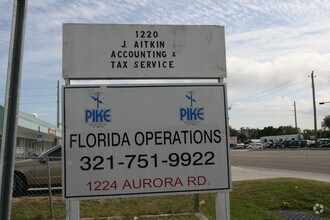 1220
J. AITKIN
ACCOUNTING &
TAX SERVICE
PIKE PIKE
FLORIDA OPERATIONS
321-751-9922
1224 AURORA RD.